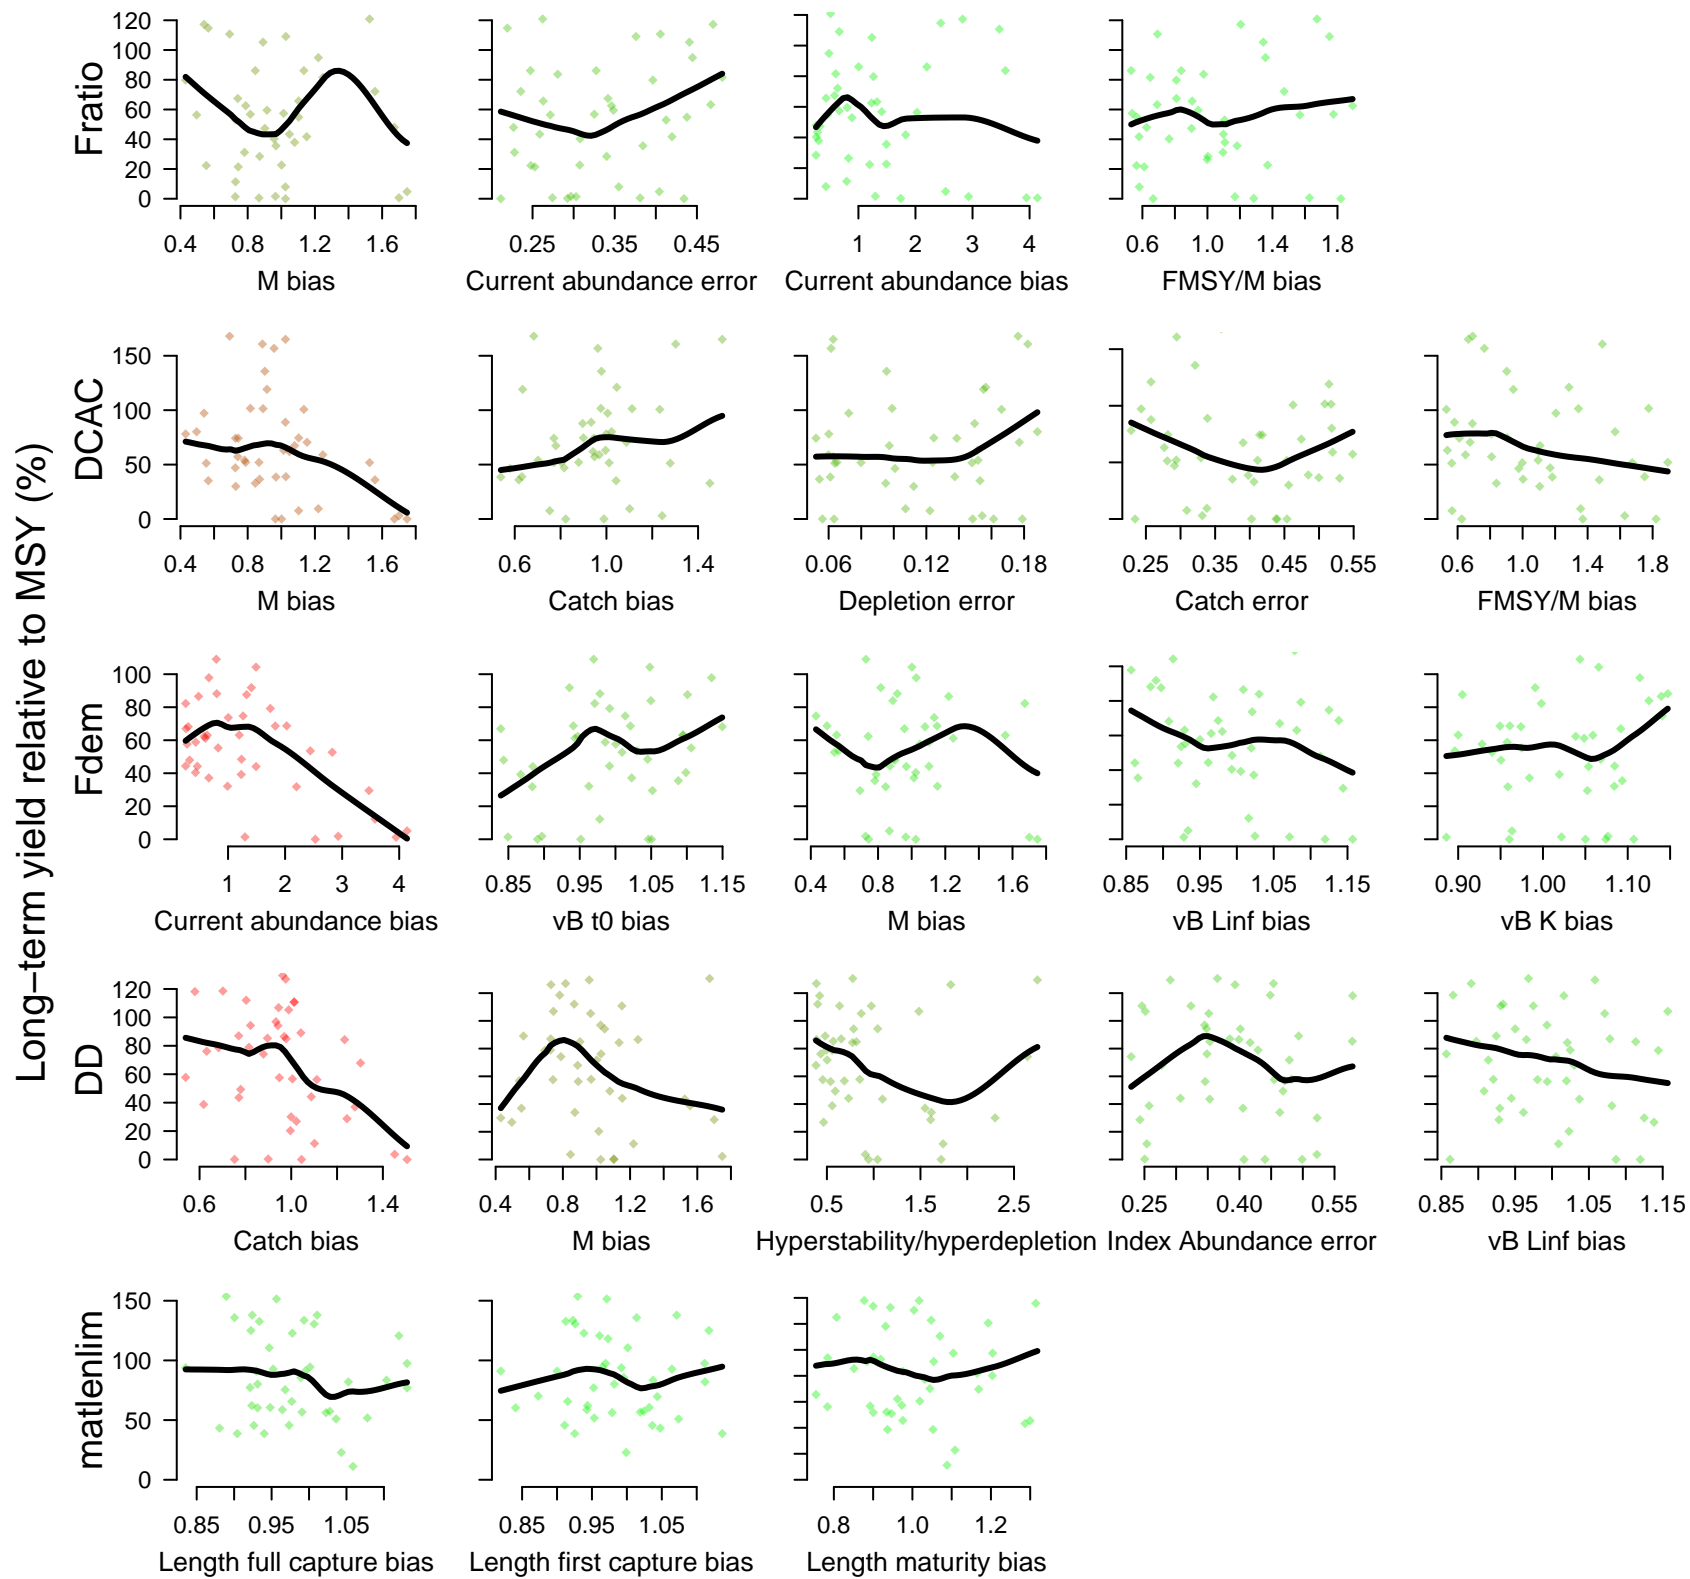 Long−term yield relative to MSY (%)
Fratio
120
100
80
60
40
20
0
0.4 0.8 1.2 1.6
0.25 0.35 0.45
1 2 3 4
0.6 1.0 1.4 1.8
M bias
Current abundance error
Current abundance bias
FMSY/M bias
DCAC
150
100
50
0
0.4 0.8 1.2 1.6
0.6 1.0 1.4
0.06 0.12 0.18
0.25 0.35 0.45 0.55
0.6 1.0 1.4 1.8
M bias
Catch bias
Depletion error
Catch error
FMSY/M bias
Fdem
100
80
60
40
20
0
1 2 3 4
0.85 0.95 1.05 1.15
0.4 0.8 1.2 1.6
0.85 0.95 1.05 1.15
0.90 1.00 1.10
Current abundance bias
vB t0 bias
M bias
vB Linf bias
vB K bias
DD
120
100
80
60
40
20
0
0.6 1.0 1.4
0.4 0.8 1.2 1.6
0.5 1.5 2.5
0.25 0.40 0.55
0.85 0.95 1.05 1.15
Catch bias
M bias
Hyperstability/hyperdepletion
Index Abundance error
vB Linf bias
matlenlim
150
100
50
0
0.85 0.95 1.05
0.85 0.95 1.05
0.8 1.0 1.2
Length full capture bias
Length first capture bias
Length maturity bias